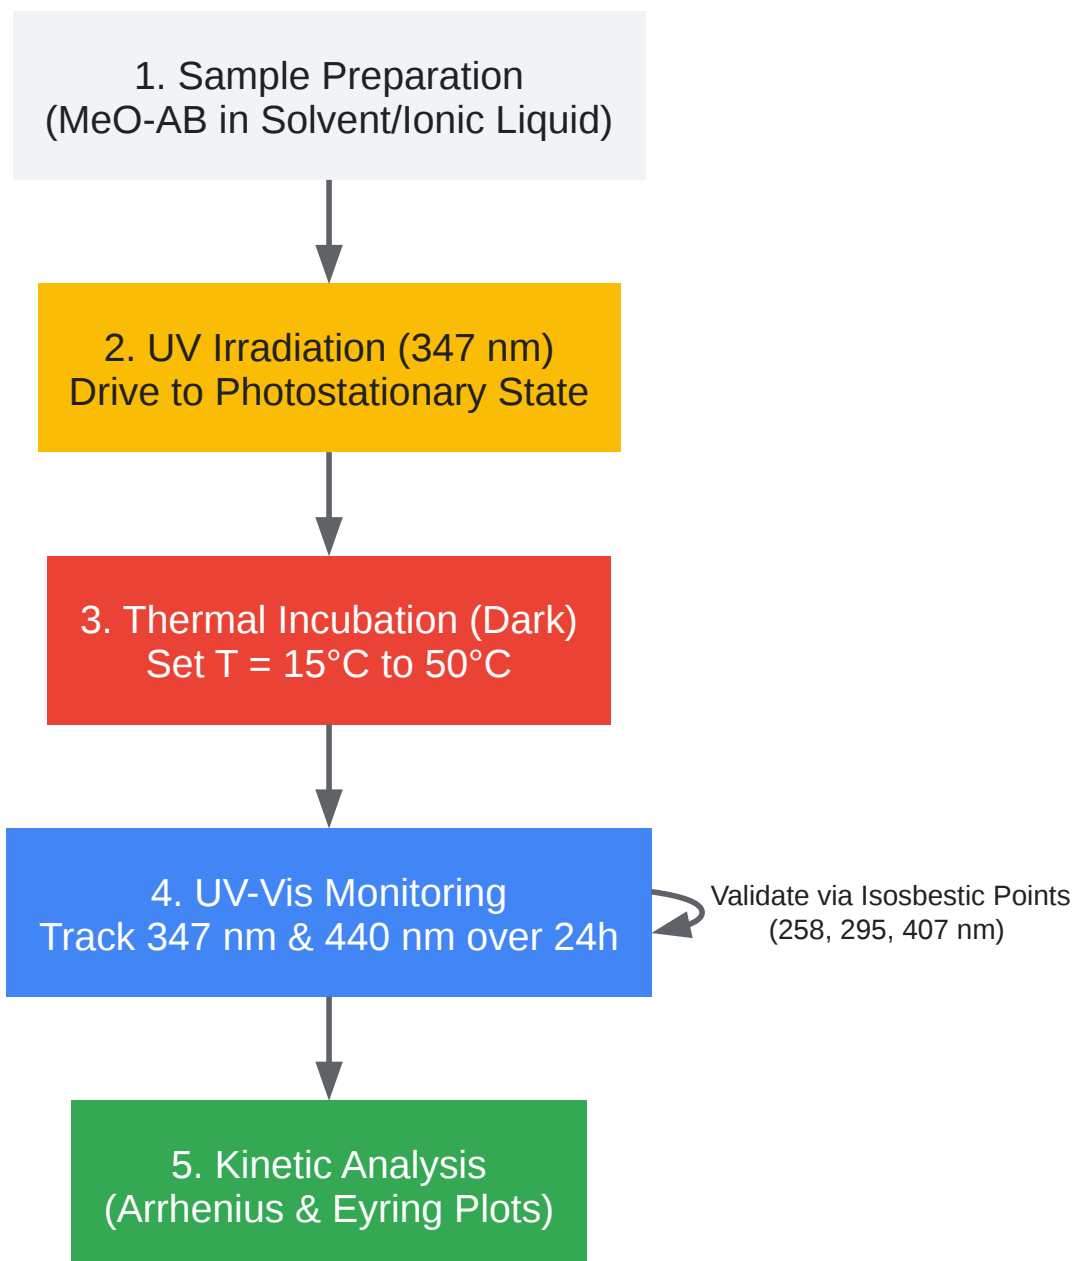 1. Sample Preparation
(MeO-AB in Solvent/Ionic Liquid)
2. UV Irradiation (347 nm)
Drive to Photostationary State
3. Thermal Incubation (Dark)
Set T = 15°C to 50°C
4. UV-Vis Monitoring
Track 347 nm & 440 nm over 24h
Validate via Isosbestic Points
(258, 295, 407 nm)
5. Kinetic Analysis
(Arrhenius & Eyring Plots)